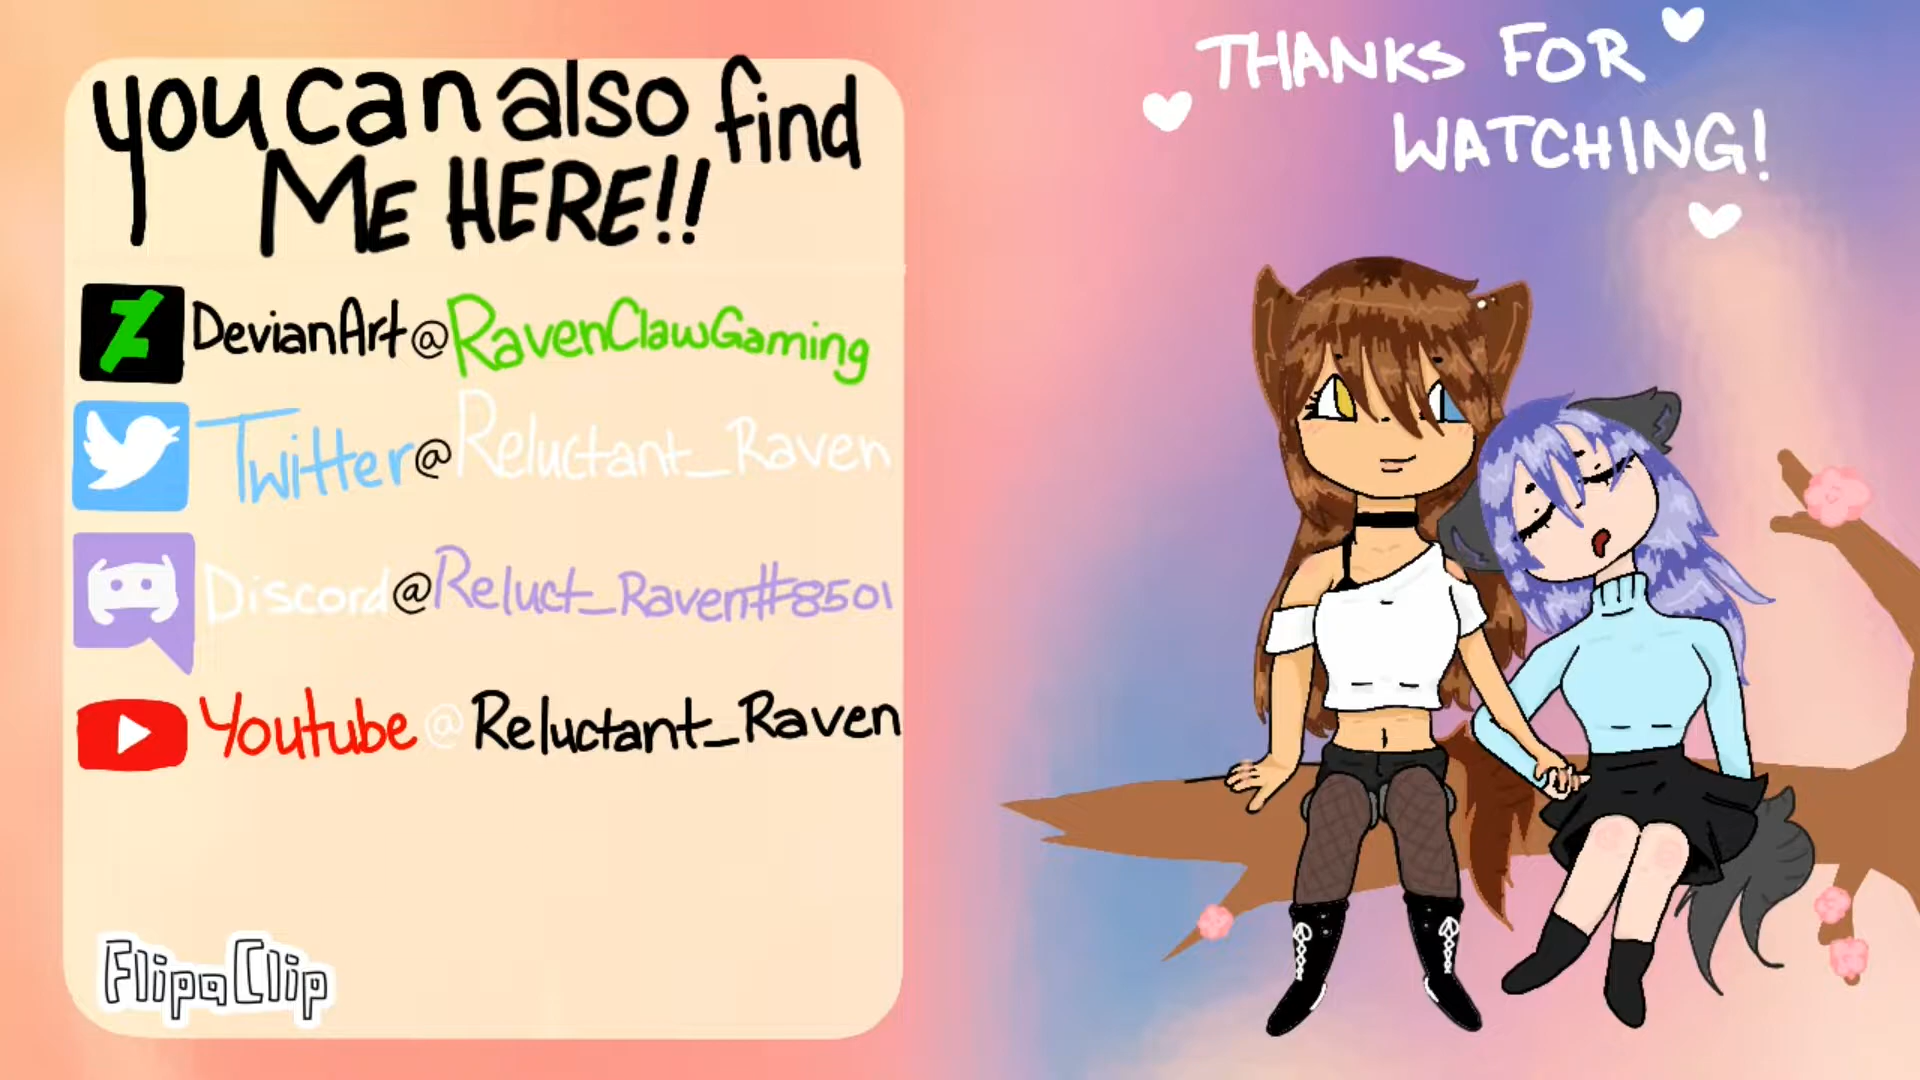 you can also find
ME HERE!!
DevianArt@RavenClawGaming
Twitter@Reluctant_Raven
Discord@Reluct_Raven#8501
Youtube@Reluctant_Raven
FlipaClip
THANKS FOR
WATCHING!